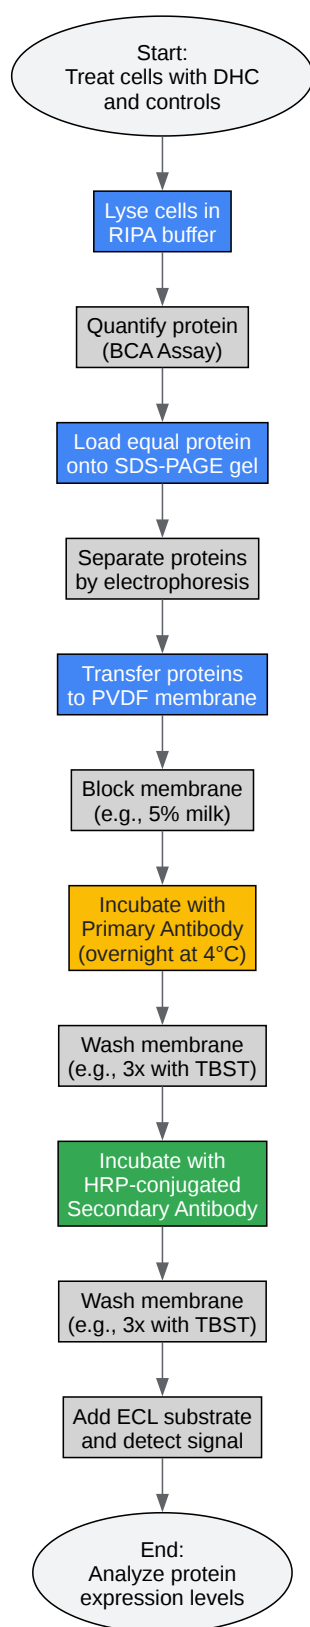 Start:
Treat cells with DHC
and controls
Lyse cells in
RIPA buffer
Quantify protein
(BCA Assay)
Load equal protein
onto SDS-PAGE gel
Separate proteins
by electrophoresis
Transfer proteins
to PVDF membrane
Block membrane
(e.g., 5% milk)
Incubate with
Primary Antibody
(overnight at 4°C)
Wash membrane
(e.g., 3x with TBST)
Incubate with
HRP-conjugated
Secondary Antibody
Wash membrane
(e.g., 3x with TBST)
Add ECL substrate
and detect signal
End:
Analyze protein
expression levels